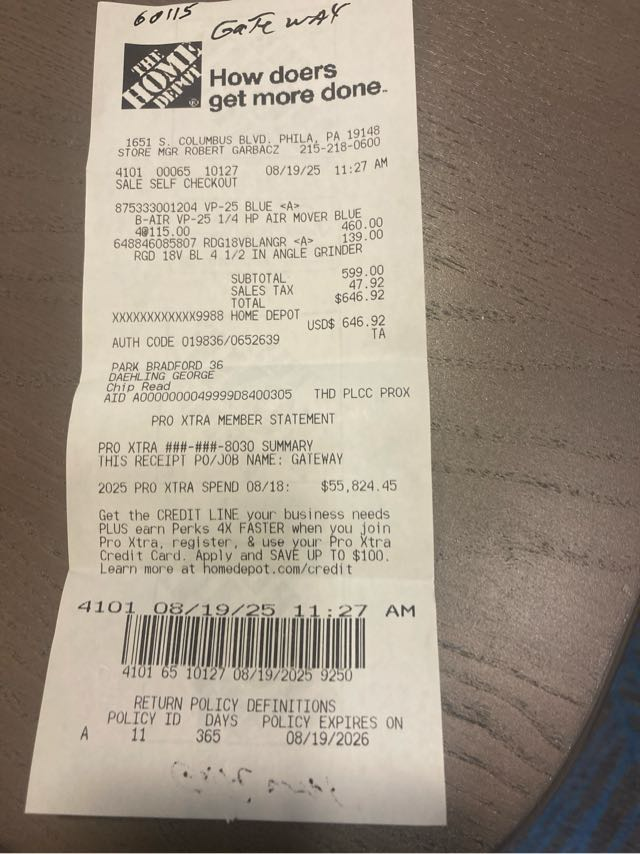 60115 GaTe WAY
THE
HOME
DEPOT
How doers
get more done™
1651 S. COLUMBUS BLVD. PHILA, PA 19148
STORE MGR ROBERT GARBACZ 215-218-0600
4101 00065 10127 08/19/25 11:27 AM
SALE SELF CHECKOUT
875333001204 VP-25 BLUE <A>
B-AIR VP-25 1/4 HP AIR MOVER BLUE
4@115.00 460.00
648846085807 RDG18VBLANGR <A> 139.00
RGD 18V BL 4 1/2 IN ANGLE GRINDER
SUBTOTAL 599.00
SALES TAX 47.92
TOTAL $646.92
XXXXXXXXXXXX9988 HOME DEPOT
USD$ 646.92
AUTH CODE 019836/0652639 TA
PARK BRADFORD 36
DAEHLING GEORGE
Chip Read
AID A0000000049999D8400305 THD PLCC PROX
PRO XTRA MEMBER STATEMENT
PRO XTRA ###-###-8030 SUMMARY
THIS RECEIPT PO/JOB NAME: GATEWAY
2025 PRO XTRA SPEND 08/18: $55,824.45
Get the CREDIT LINE your business needs
PLUS earn Perks 4X FASTER when you join
Pro Xtra, register, & use your Pro Xtra
Credit Card. Apply and SAVE UP TO $100.
Learn more at homedepot.com/credit
4101 08/19/25 11:27 AM
4101 65 10127 08/19/2025 9250
RETURN POLICY DEFINITIONS
POLICY ID DAYS POLICY EXPIRES ON
A 11 365 08/19/2026